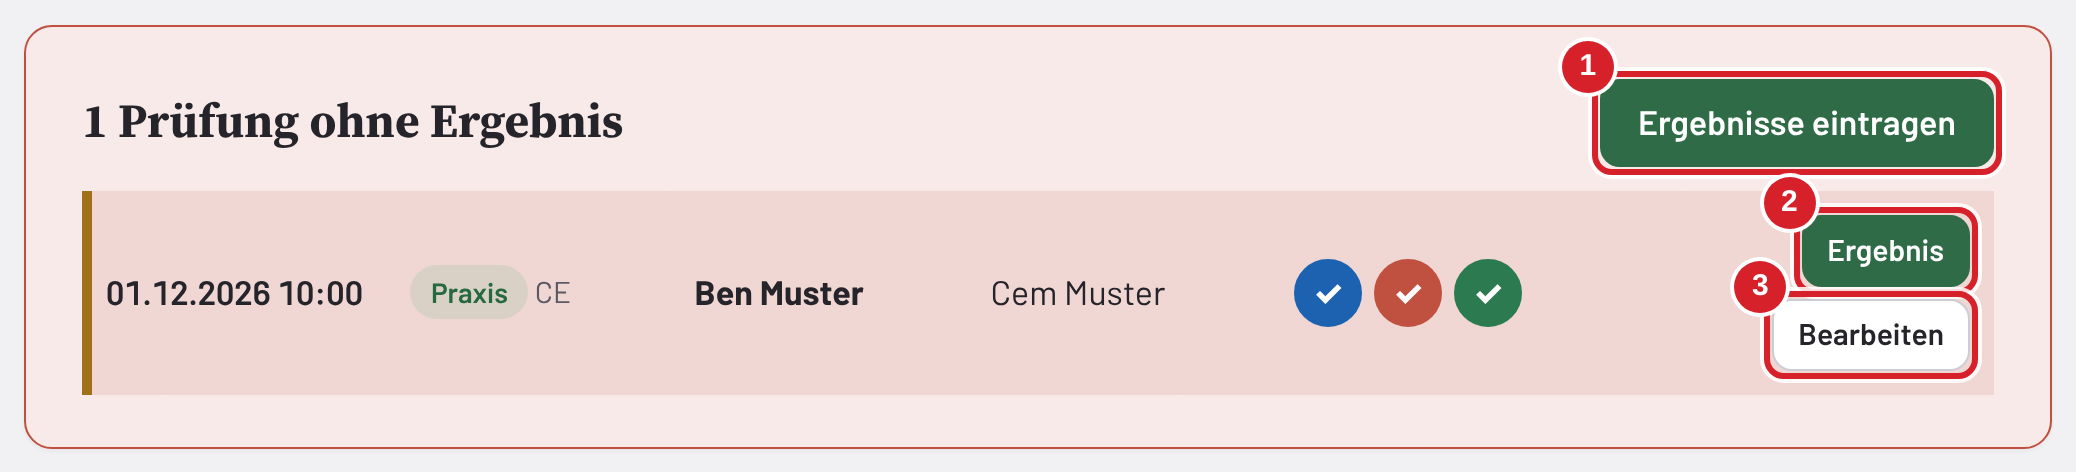 1
1 Prüfung ohne Ergebnis
Ergebnisse eintragen
2
Ergebnis
01.12.2026 10:00 Praxis CE Ben Muster Cem Muster
3
Bearbeiten